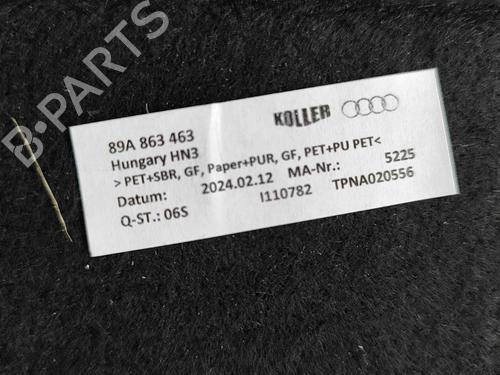 B-PARTS
KOLLER
89A 863 463
Hungary HN3
> PET+SBR, GF, Paper+PUR, GF, PET+PU PET<
Datum: 2024.02.12 MA-Nr.: 5225
Q-ST.: 06S I110782 TPNA020556